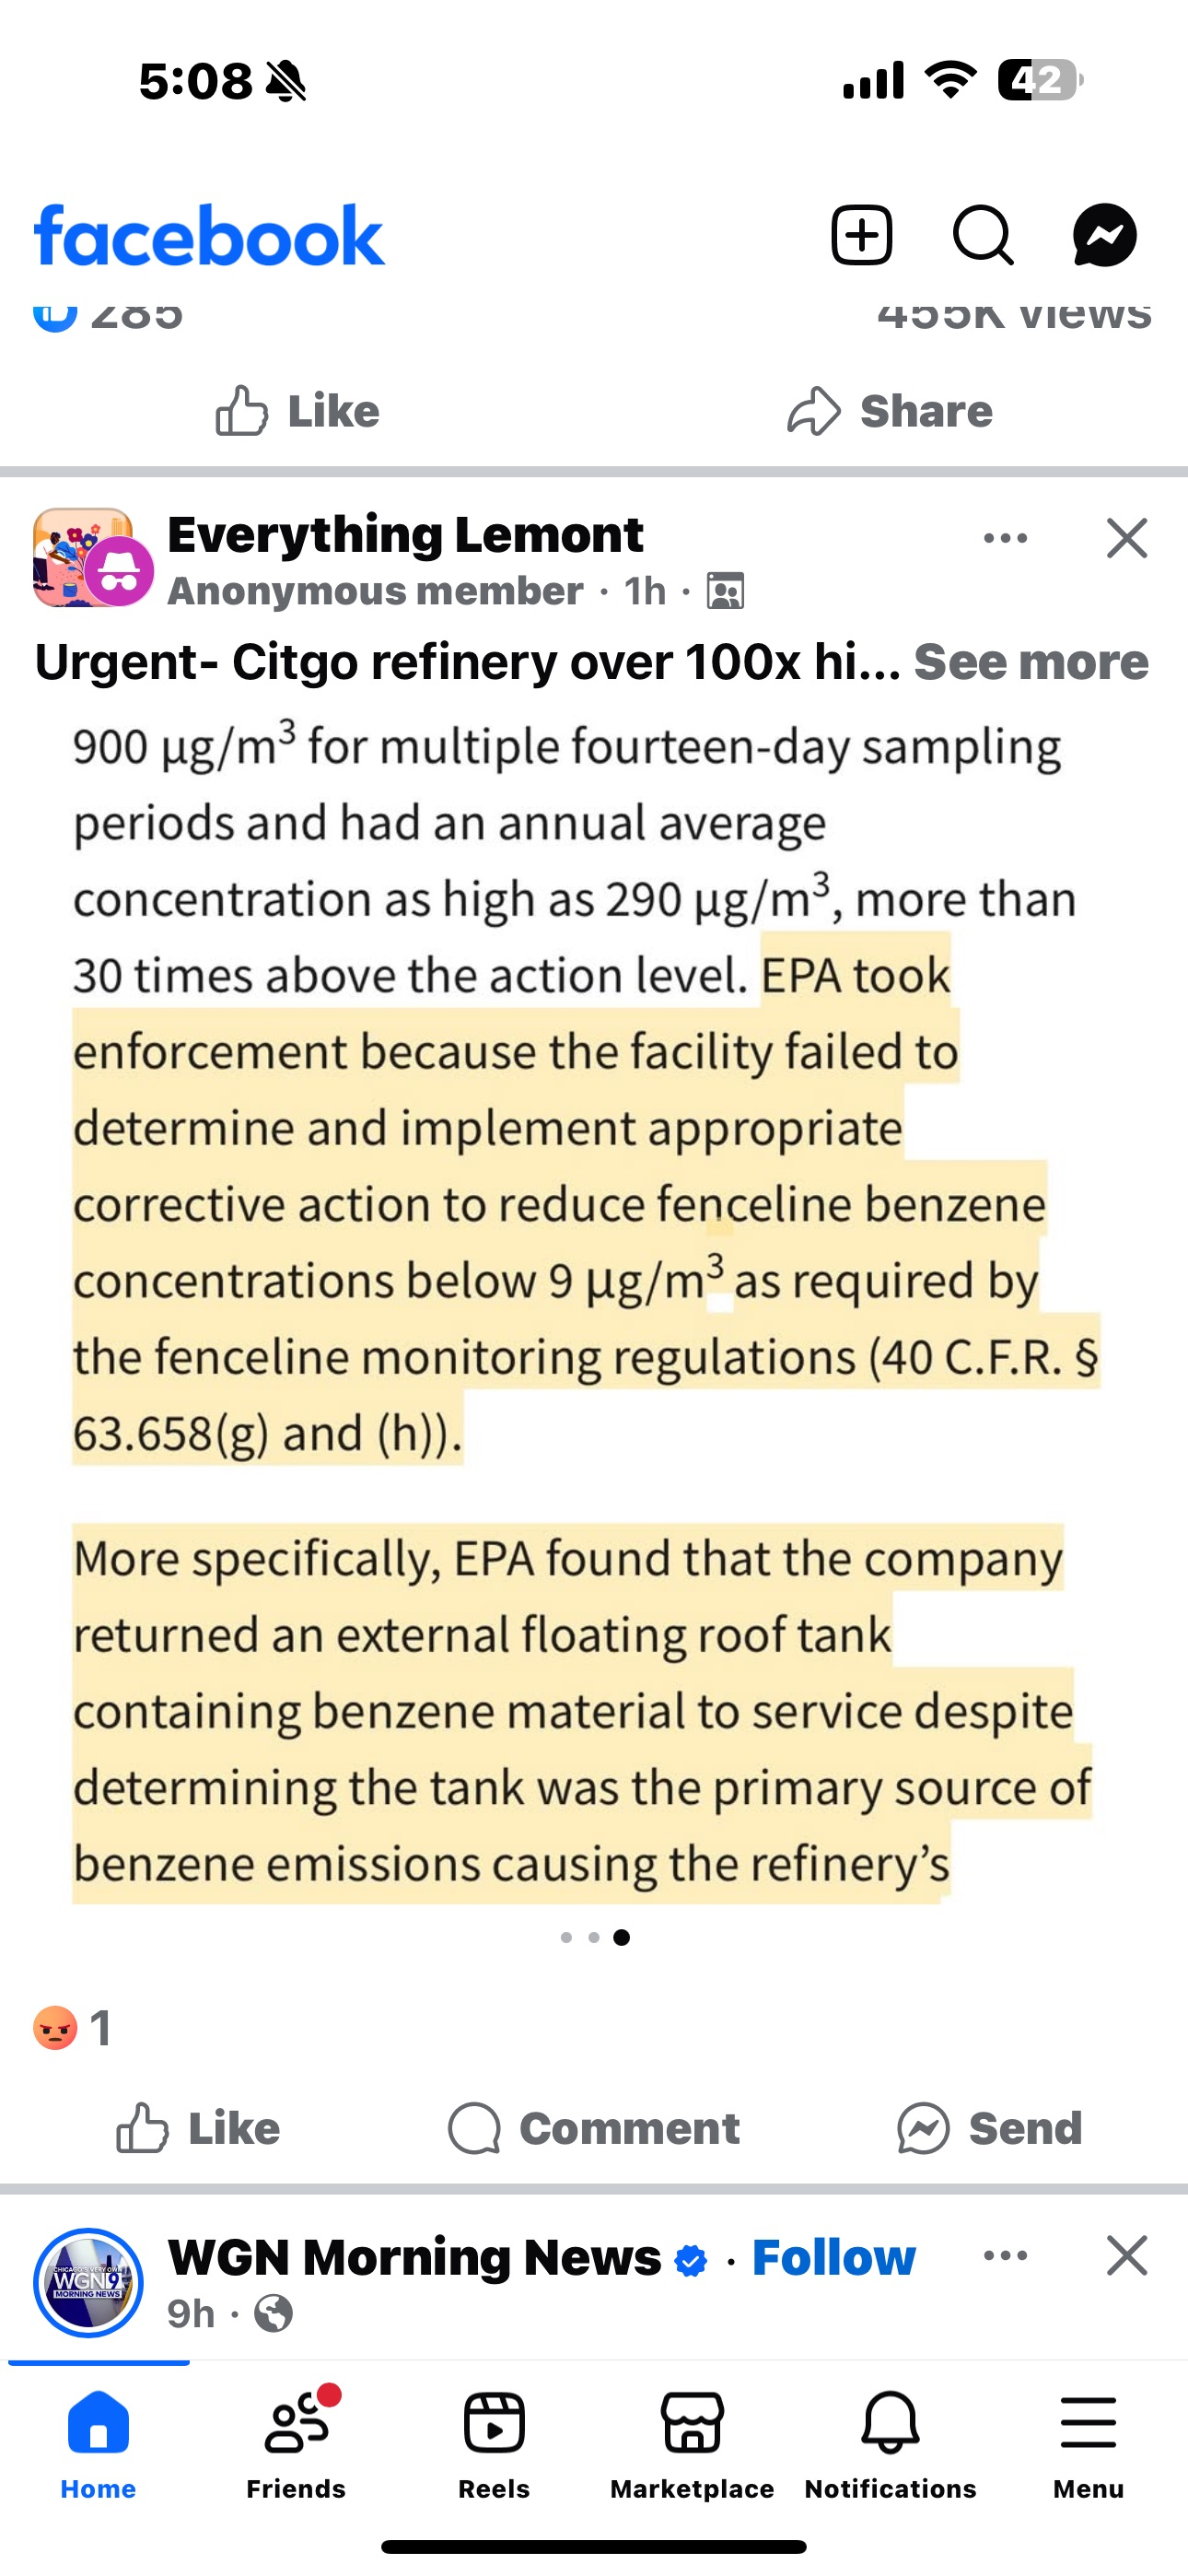 5:08
42
facebook
285
455K views
Like
Share
Everything Lemont
Anonymous member · 1h ·
Urgent- Citgo refinery over 100x hi... See more
900 µg/m³ for multiple fourteen-day sampling
periods and had an annual average
concentration as high as 290 µg/m³, more than
30 times above the action level. EPA took
enforcement because the facility failed to
determine and implement appropriate
corrective action to reduce fenceline benzene
concentrations below 9 µg/m³ as required by
the fenceline monitoring regulations (40 C.F.R. §
63.658(g) and (h)).
More specifically, EPA found that the company
returned an external floating roof tank
containing benzene material to service despite
determining the tank was the primary source of
benzene emissions causing the refinery’s
1
Like
Comment
Send
CHICAGO'S VERY OWN
WGN9
MORNING NEWS
WGN Morning News · Follow
9h ·
Home
Friends
Reels
Marketplace
Notifications
Menu